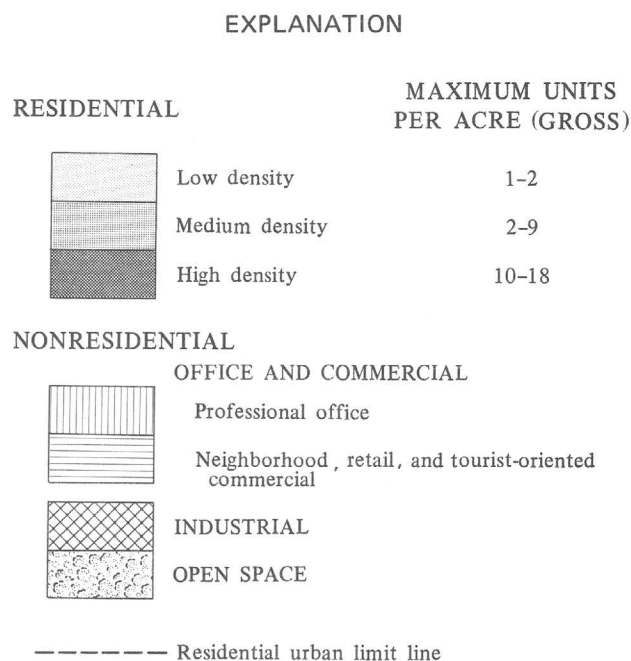 EXPLANATION
RESIDENTIAL
MAXIMUM UNITS
PER ACRE (GROSS)
Low density 1–2
Medium density 2–9
High density 10–18
NONRESIDENTIAL
OFFICE AND COMMERCIAL
Professional office
Neighborhood, retail, and tourist-oriented
commercial
INDUSTRIAL
OPEN SPACE
Residential urban limit line